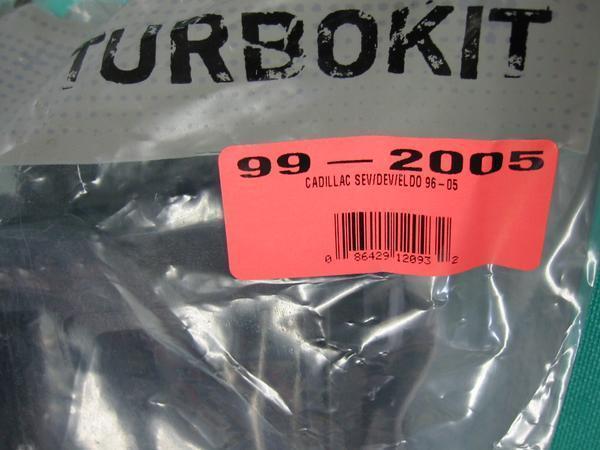 TURBOKIT
99-2005
CADILLAC SEV/DEV/ELDO 96-05
0 86429 12093 2